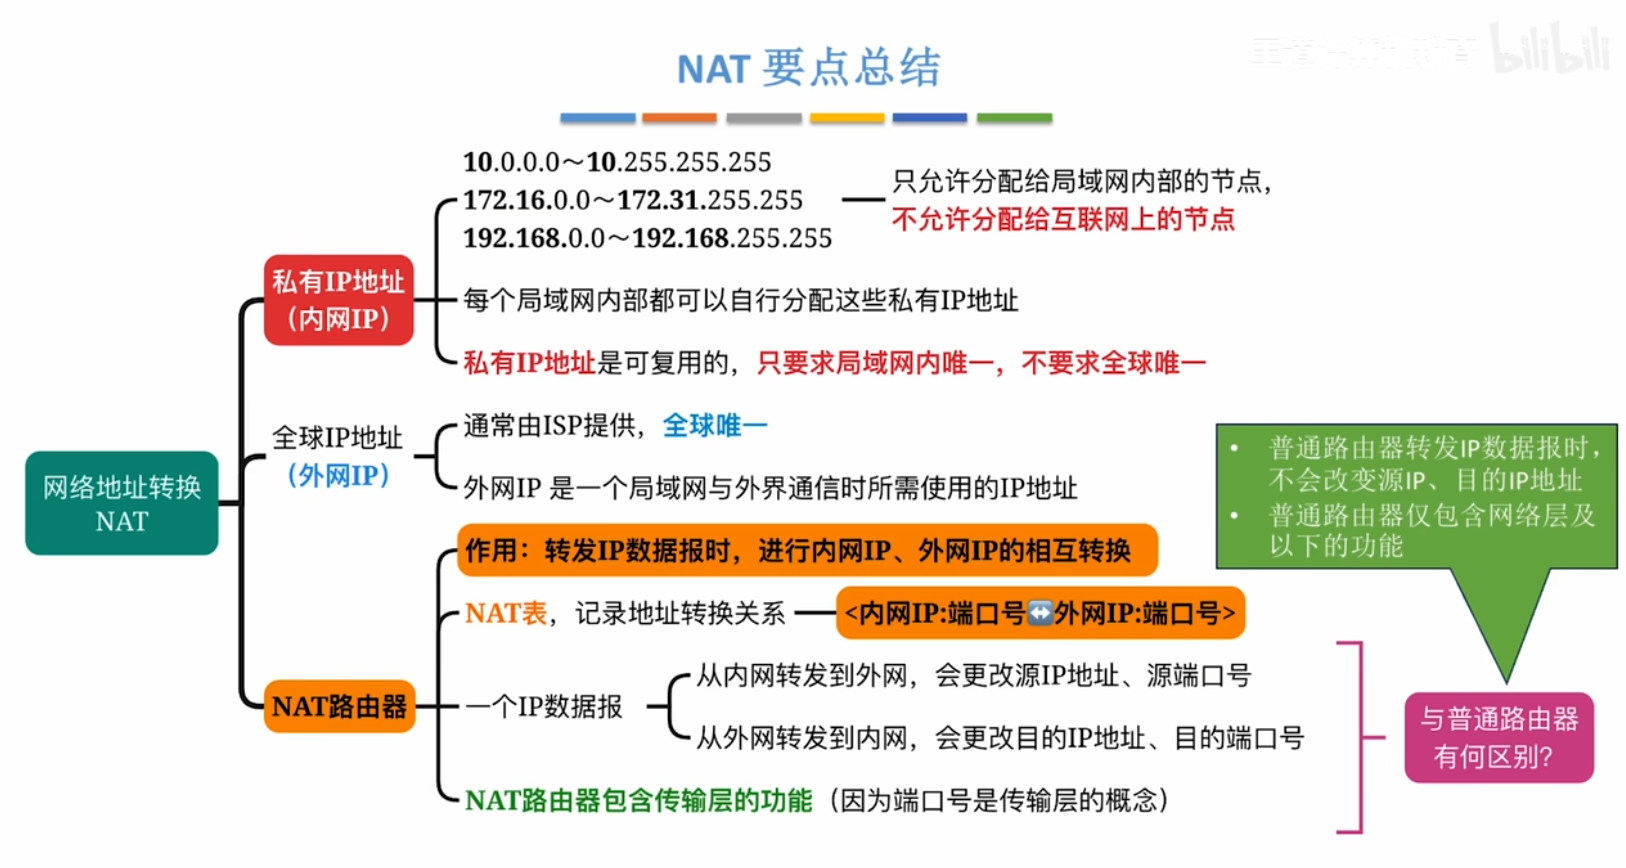 bilibili
NAT 要点总结
10.0.0.0～10.255.255.255
172.16.0.0～172.31.255.255
192.168.0.0～192.168.255.255
只允许分配给局域网内部的节点，
不允许分配给互联网上的节点
私有IP地址
（内网IP）
每个局域网内部都可以自行分配这些私有IP地址
私有IP地址是可复用的，只要求局域网内唯一，不要求全球唯一
全球IP地址
（外网IP）
通常由ISP提供，全球唯一
外网IP 是一个局域网与外界通信时所需使用的IP地址
网络地址转换
NAT
作用：转发IP数据报时，进行内网IP、外网IP的相互转换
NAT表，记录地址转换关系
<内网IP:端口号↔️外网IP:端口号>
NAT路由器
一个IP数据报
从内网转发到外网，会更改源IP地址、源端口号
从外网转发到内网，会更改目的IP地址、目的端口号
NAT路由器包含传输层的功能（因为端口号是传输层的概念）
• 普通路由器转发IP数据报时，
不会改变源IP、目的IP地址
• 普通路由器仅包含网络层及
以下的功能
与普通路由器
有何区别？